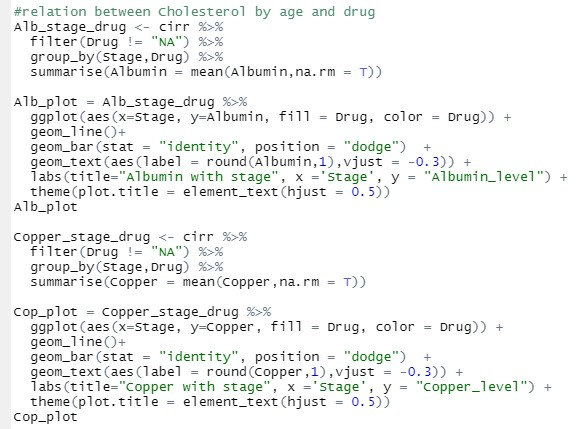 #relation between Cholesterol by age and drug
Alb_stage_drug <- cirr %>%
  filter(Drug != "NA") %>%
  group_by(Stage,Drug) %>%
  summarise(Albumin = mean(Albumin,na.rm = T))

Alb_plot = Alb_stage_drug %>%
  ggplot(aes(x=Stage, y=Albumin, fill = Drug, color = Drug)) +
  geom_line()+
  geom_bar(stat = "identity", position = "dodge")  +
  geom_text(aes(label = round(Albumin,1),vjust = -0.3)) +
  labs(title="Albumin with stage", x ='Stage', y = "Albumin_level") +
  theme(plot.title = element_text(hjust = 0.5))
Alb_plot

Copper_stage_drug <- cirr %>%
  filter(Drug != "NA") %>%
  group_by(Stage,Drug) %>%
  summarise(Copper = mean(Copper,na.rm = T))

Cop_plot = Copper_stage_drug %>%
  ggplot(aes(x=Stage, y=Copper, fill = Drug, color = Drug)) +
  geom_line()+
  geom_bar(stat = "identity", position = "dodge")  +
  geom_text(aes(label = round(Copper,1),vjust = -0.3)) +
  labs(title="Copper with stage", x ='Stage', y = "Copper_level") +
  theme(plot.title = element_text(hjust = 0.5))
Cop_plot